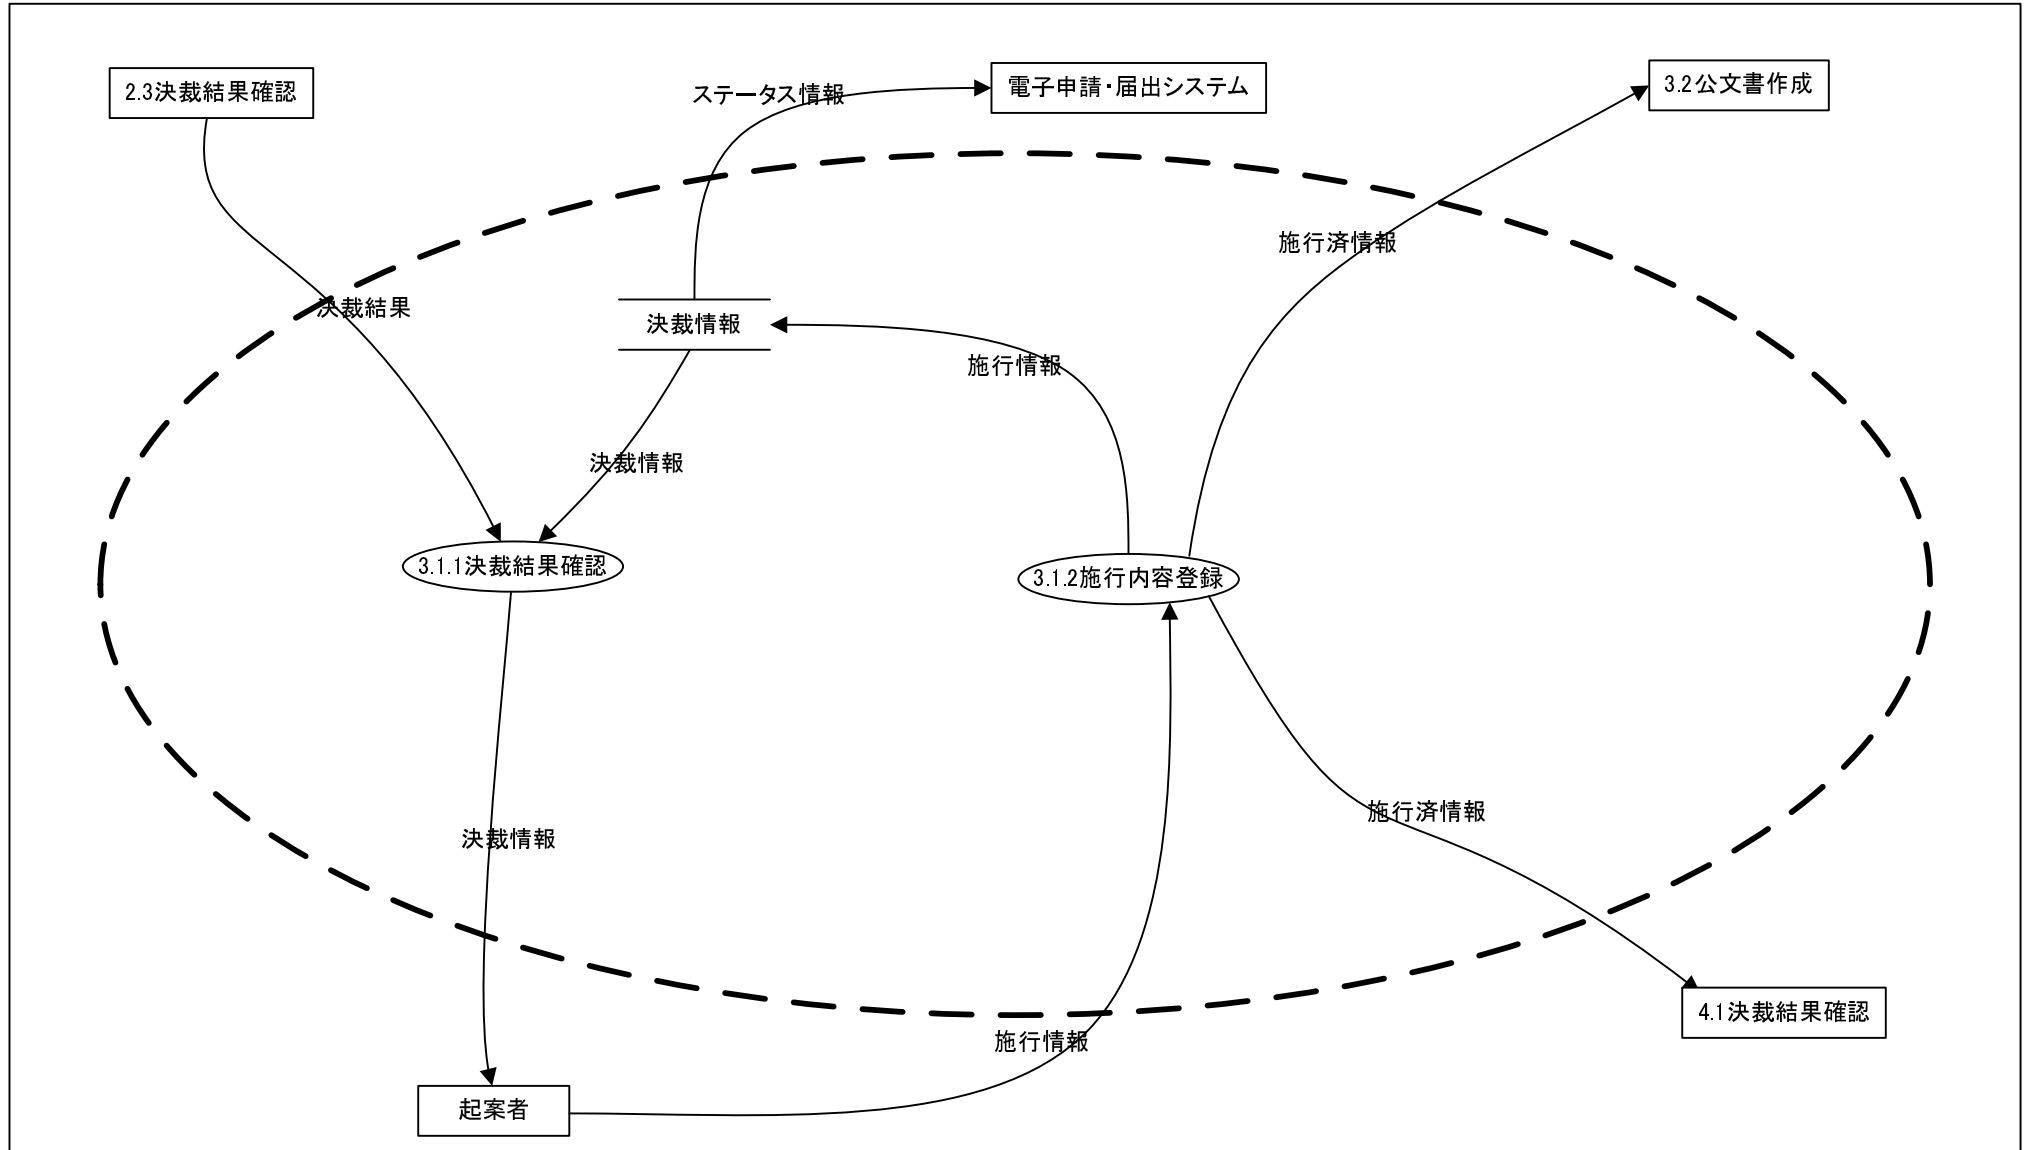 2.3決裁結果確認
ステータス情報
電子申請・届出システム
3.2公文書作成
施行済情報
決裁結果
決裁情報
施行情報
決裁情報
3.1.1決裁結果確認
3.1.2施行内容登録
施行済情報
決裁情報
4.1決裁結果確認
施行情報
起案者